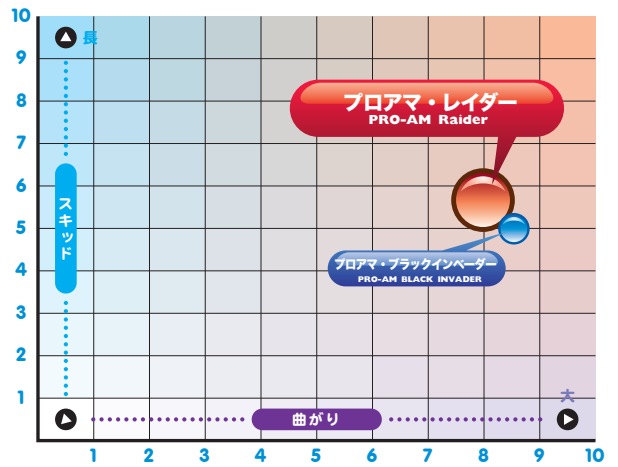 10
長
9
8
プロアマ・レイダー
PRO-AM Raider
7
6
スキッド
5
4
プロアマ・ブラックインベーダー
PRO-AM BLACK INVADER
3
2
1
大
曲がり
1 2 3 4 5 6 7 8 9 10